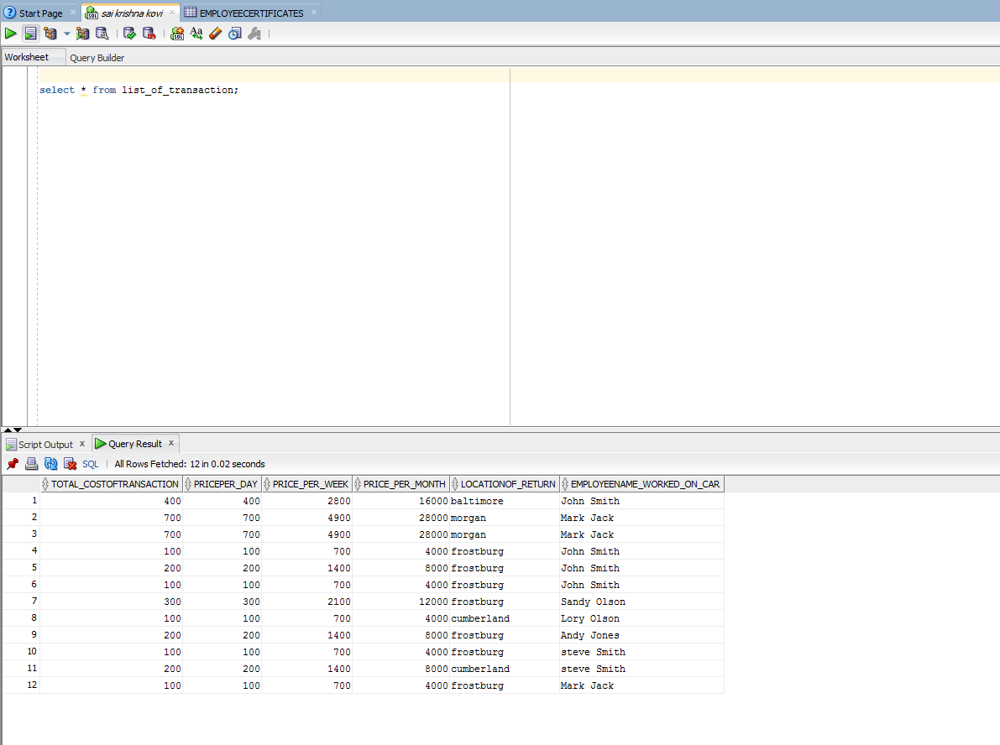 Start Page sai krishna kovi EMPLOYEECERTIFICATES
Worksheet Query Builder
select * from list_of_transaction;
Script Output x Query Result x
SQL | All Rows Fetched: 12 in 0.02 seconds
TOTAL_COSTOFTRANSACTION PRICEPER_DAY PRICE_PER_WEEK PRICE_PER_MONTH LOCATIONOF_RETURN EMPLOYEENAME_WORKED_ON_CAR
1 400 400 2800 16000 baltimore John Smith
2 700 700 4900 28000 morgan Mark Jack
3 700 700 4900 28000 morgan Mark Jack
4 100 100 700 4000 frostburg John Smith
5 200 200 1400 8000 frostburg John Smith
6 100 100 700 4000 frostburg John Smith
7 300 300 2100 12000 frostburg Sandy Olson
8 100 100 700 4000 cumberland Lory Olson
9 200 200 1400 8000 frostburg Andy Jones
10 100 100 700 4000 frostburg steve Smith
11 200 200 1400 8000 cumberland steve Smith
12 100 100 700 4000 frostburg Mark Jack